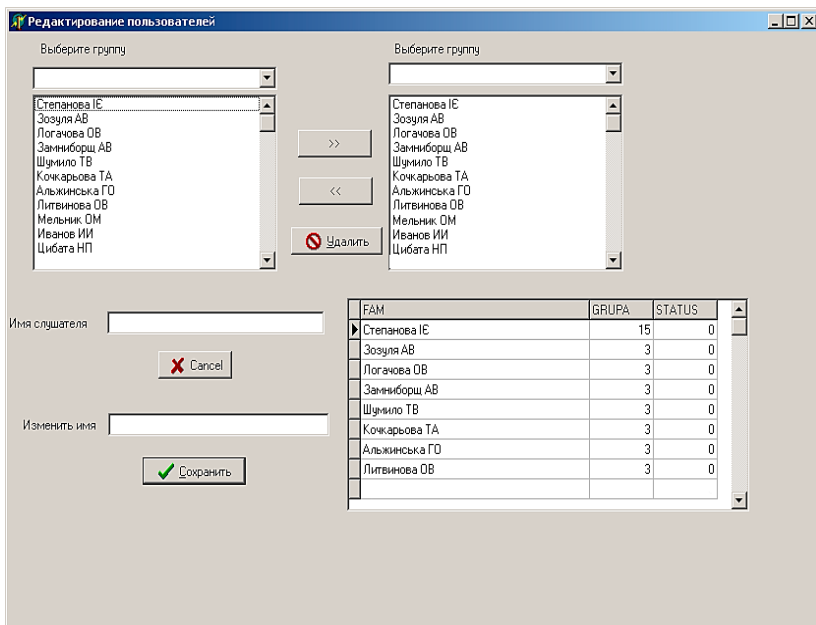 Редактирование пользователей
Выберите группу
Выберите группу
Степанова ІЄ
Зозуля АВ
Логачова ОВ
Замниборщ АВ
Шумило ТВ
Кочкарьова ТА
Альжинська ГО
Литвинова ОВ
Мельник ОМ
Иванов ИИ
Цибата НП
>>
<<
Удалить
Степанова ІЄ
Зозуля АВ
Логачова ОВ
Замниборщ АВ
Шумило ТВ
Кочкарьова ТА
Альжинська ГО
Литвинова ОВ
Мельник ОМ
Иванов ИИ
Цибата НП
Имя слушателя
Cancel
Изменить имя
Сохранить
FAM GRUPA STATUS
Степанова ІЄ 15 0
Зозуля АВ 3 0
Логачова ОВ 3 0
Замниборщ АВ 3 0
Шумило ТВ 3 0
Кочкарьова ТА 3 0
Альжинська ГО 3 0
Литвинова ОВ 3 0